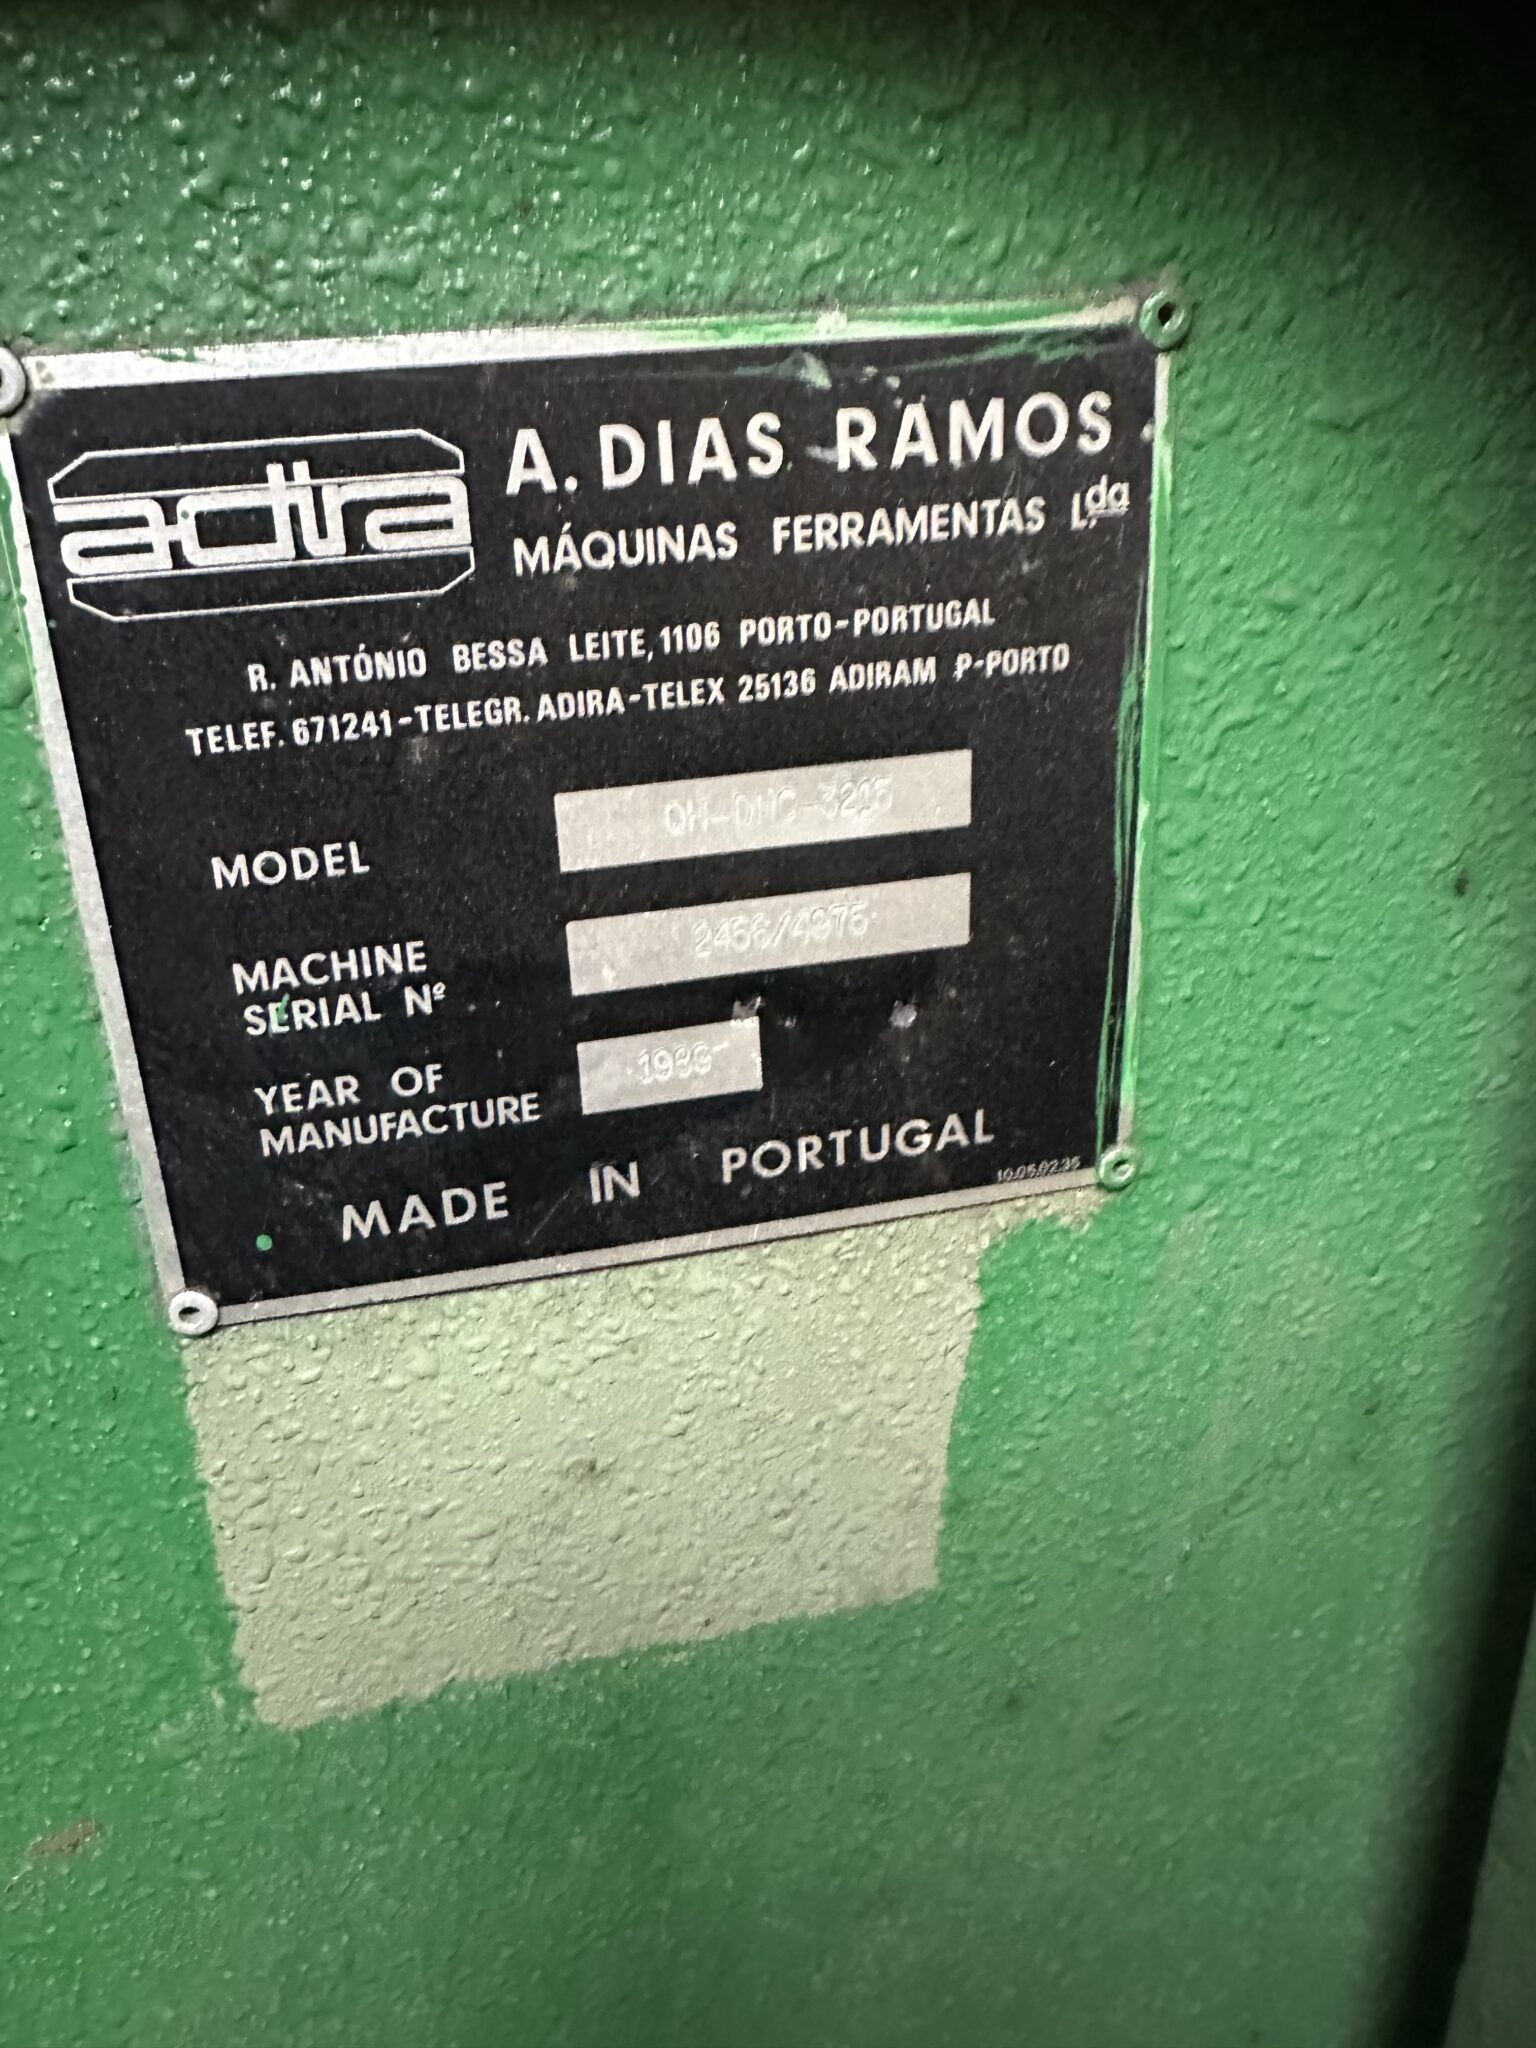 adira
A. DIAS RAMOS
MÁQUINAS FERRAMENTAS L.da
R. ANTÓNIO BESSA LEITE, 1106 PORTO-PORTUGAL
TELEF. 671241-TELEGR. ADIRA-TELEX 25136 ADIRAM P-PORTO
MODEL
MACHINE
SERIAL Nº
YEAR OF
MANUFACTURE
MADE IN PORTUGAL